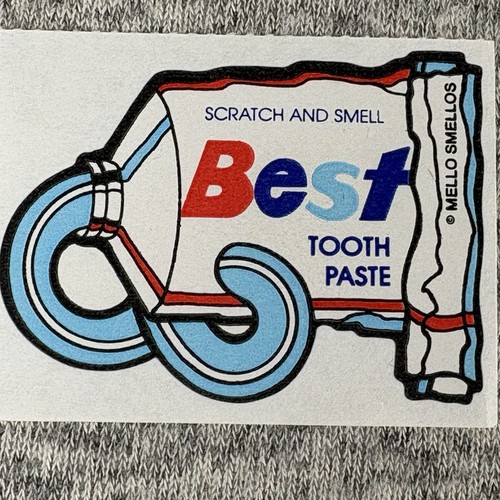 SCRATCH AND SMELL
Best
TOOTH
PASTE
© MELLO SMELLOS